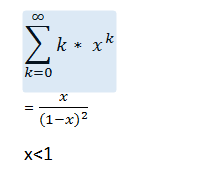 ∞
∑ k * x^k
k=0
= x/(1−x)²
x<1